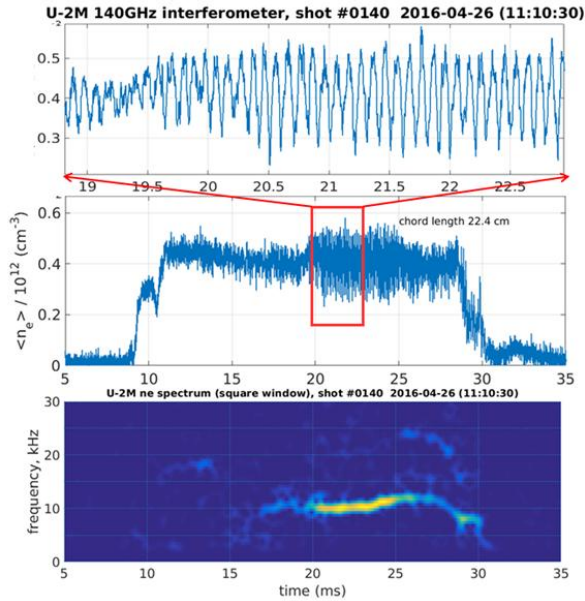 U-2M 140GHz interferometer, shot #0140 2016-04-26 (11:10:30)
0.5
0.4
0.3
19 19.5 20 20.5 21 21.5 22 22.5
0.6
chord length 22.4 cm
0.4
0.2
0
<n_e> / 10^12 (cm^-3)
5 10 15 20 25 30 35
U-2M ne spectrum (square window), shot #0140 2016-04-26 (11:10:30)
30
20
10
0
frequency, kHz
5 10 15 20 25 30 35
time (ms)